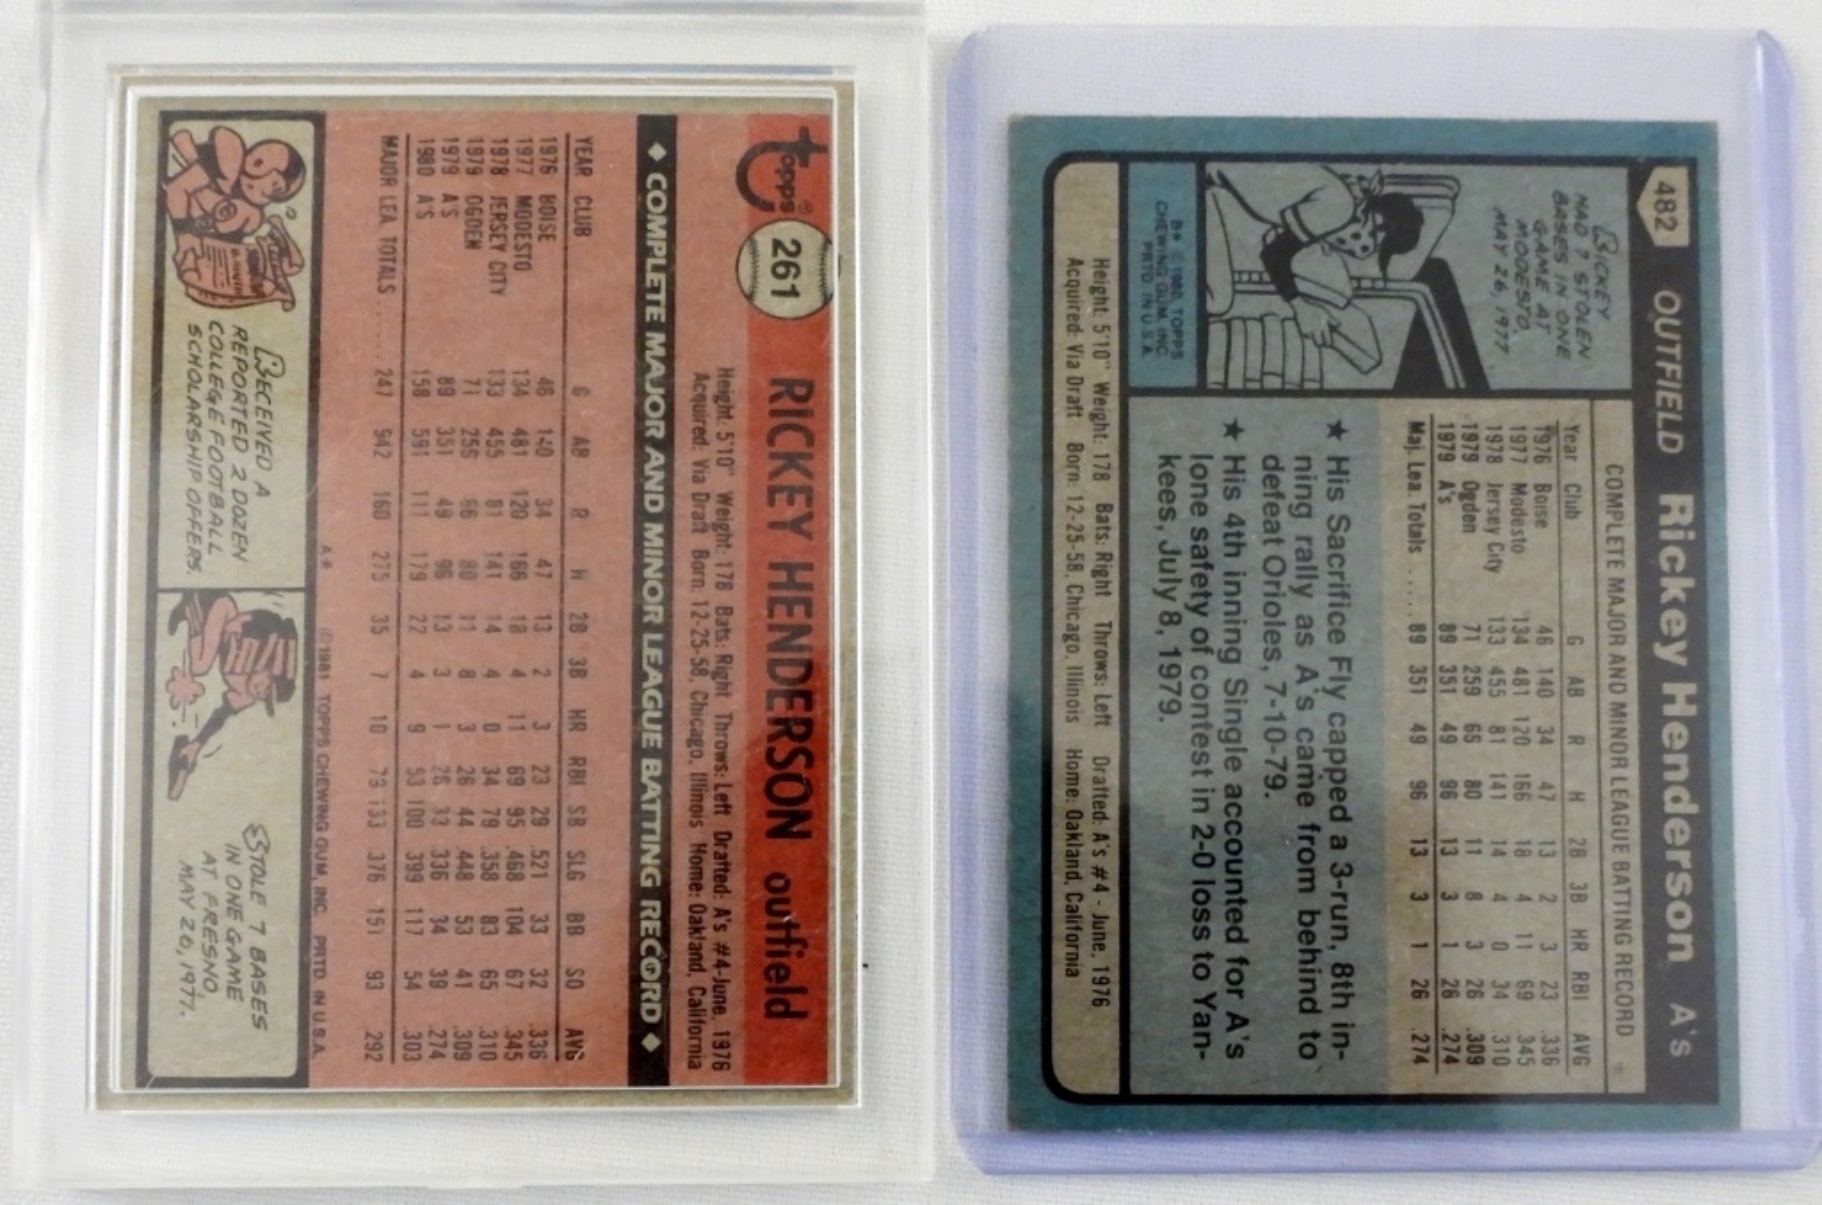 Topps®
261
RICKEY HENDERSON outfield
Height: 5'10" Weight: 178 Bats: Right Throws: Left Drafted: A's #4-June, 1976
Acquired: Via Draft Born: 12-25-58, Chicago, Illinois Home: Oakland, California
◆ COMPLETE MAJOR AND MINOR LEAGUE BATTING RECORD ◆
YEAR CLUB G AB R H 2B 3B HR RBI SB SLG BB SO AVG
1976 BOISE 46 140 34 47 13 2 3 23 29 .521 33 32 .336
1977 MODESTO 134 481 120 166 18 4 11 69 95 .468 104 67 .345
1978 JERSEY CITY 133 455 81 141 14 4 0 34 79 .358 83 65 .310
1979 OGDEN 71 259 66 80 11 8 3 26 44 .448 53 41 .309
1979 A'S 89 351 49 96 13 3 1 26 33 .336 34 39 .274
1980 A'S 158 591 111 179 22 4 9 53 100 .399 117 54 .303
MAJOR LEA. TOTALS ..... 247 942 160 275 35 7 10 79 133 .376 151 93 .292
A* ©1981 TOPPS CHEWING GUM, INC. PRTD. IN U.S.A.
RECEIVED A
REPORTED 2 DOZEN
COLLEGE FOOTBALL
SCHOLARSHIP OFFERS.
STOLE 7 BASES
IN ONE GAME
AT FRESNO,
MAY 26, 1977.
482 OUTFIELD Rickey Henderson A's
RICKEY
HAD 7 STOLEN
BASES IN ONE
GAME AT
MODESTO,
MAY 26, 1977
B* ©1980, TOPPS
CHEWING GUM, INC.
PRTD. IN U.S.A.
COMPLETE MAJOR AND MINOR LEAGUE BATTING RECORD
Year Club G AB R H 2B 3B HR RBI AVG
1976 Boise 46 140 34 47 13 2 3 23 .336
1977 Modesto 134 481 120 166 18 4 11 69 .345
1978 Jersey City 133 455 81 141 14 4 0 34 .310
1979 Ogden 71 259 65 80 11 8 3 26 .309
1979 A's 89 351 49 96 13 3 1 26 .274
Maj. Lea. Totals ..... 89 351 49 96 13 3 1 26 .274
★ His Sacrifice Fly capped a 3-run, 8th in-
ning rally as A's came from behind to
defeat Orioles, 7-10-79.
★ His 4th inning Single accounted for A's
lone safety of contest in 2-0 loss to Yan-
kees, July 8, 1979.
Height: 5'10" Weight: 178 Bats: Right Throws: Left Drafted: A's #4 - June, 1976
Acquired: Via Draft Born: 12-25-58, Chicago, Illinois Home: Oakland, California